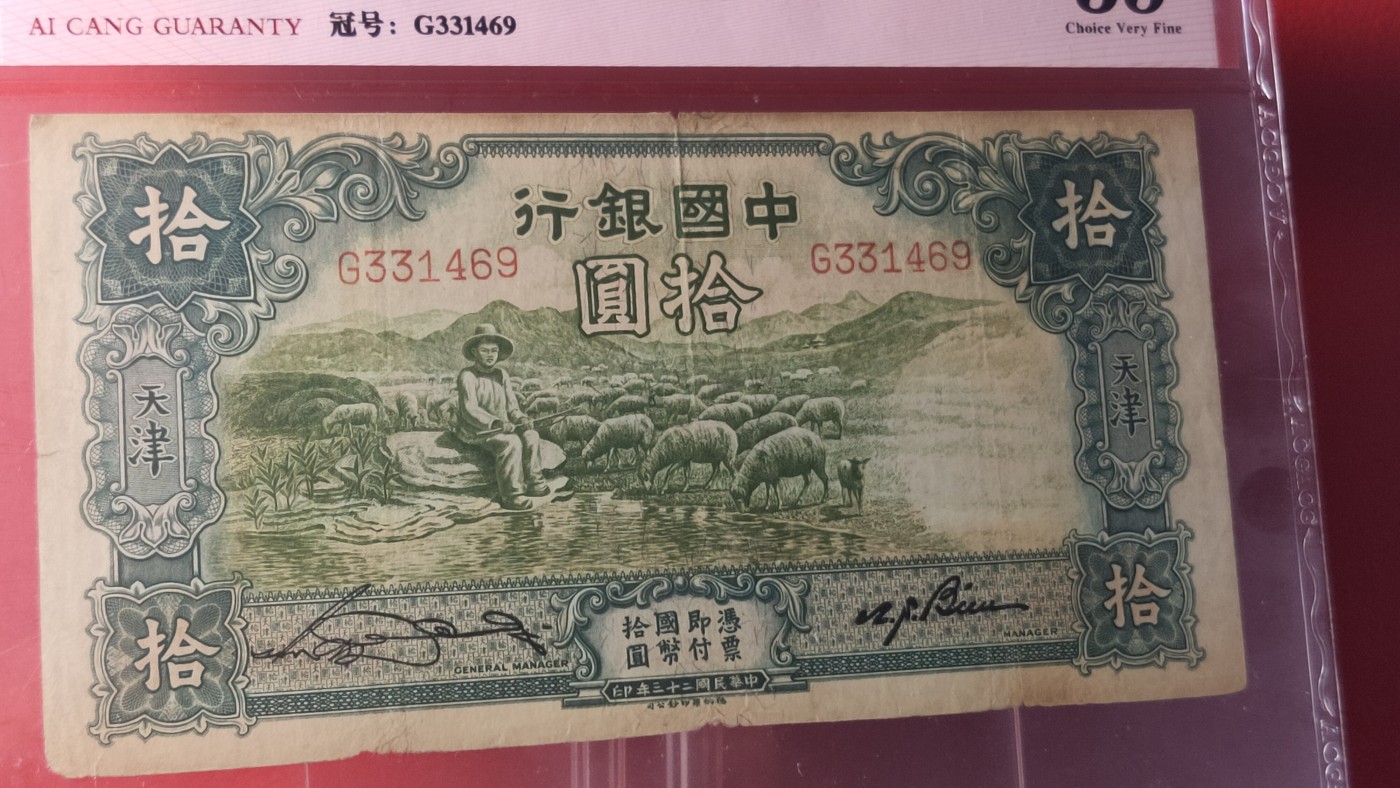 AI CANG GUARANTY 冠号: G331469
Choice Very Fine
拾 拾
行銀國中
G331469 G331469
圓拾
天津 天津
憑票
即付
國幣
拾圓
GENERAL MANAGER
MANAGER
拾 拾
印年三十二國民華中